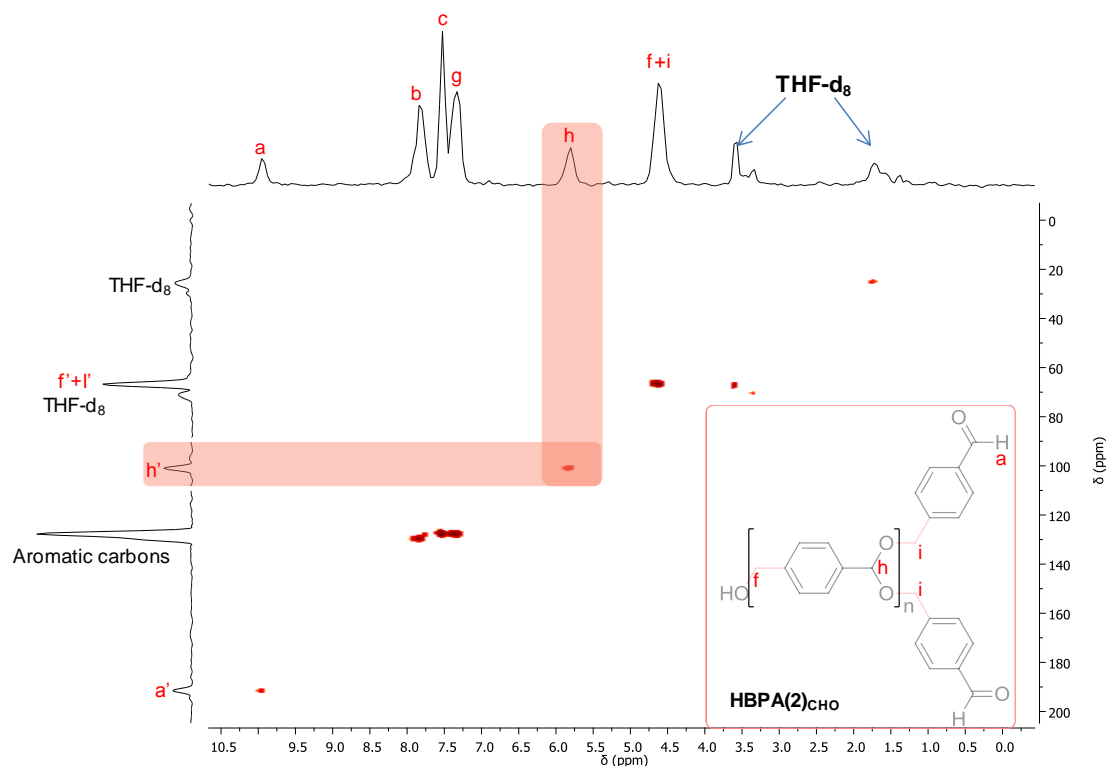 c
f+i
THF-d8
g
b
h
a
0
20
40
60
80
100
120
140
160
180
200
δ (ppm)
THF-d8
f'+I'
THF-d8
h'
Aromatic carbons
a'
O
H
a
O
h
i
f
HO
O
i
n
O
H
HBPA(2)CHO
10.5 9.5 9.0 8.5 8.0 7.5 7.0 6.5 6.0 5.5 5.0 4.5 4.0 3.5 3.0 2.5 2.0 1.5 1.0 0.5 0.0
δ (ppm)